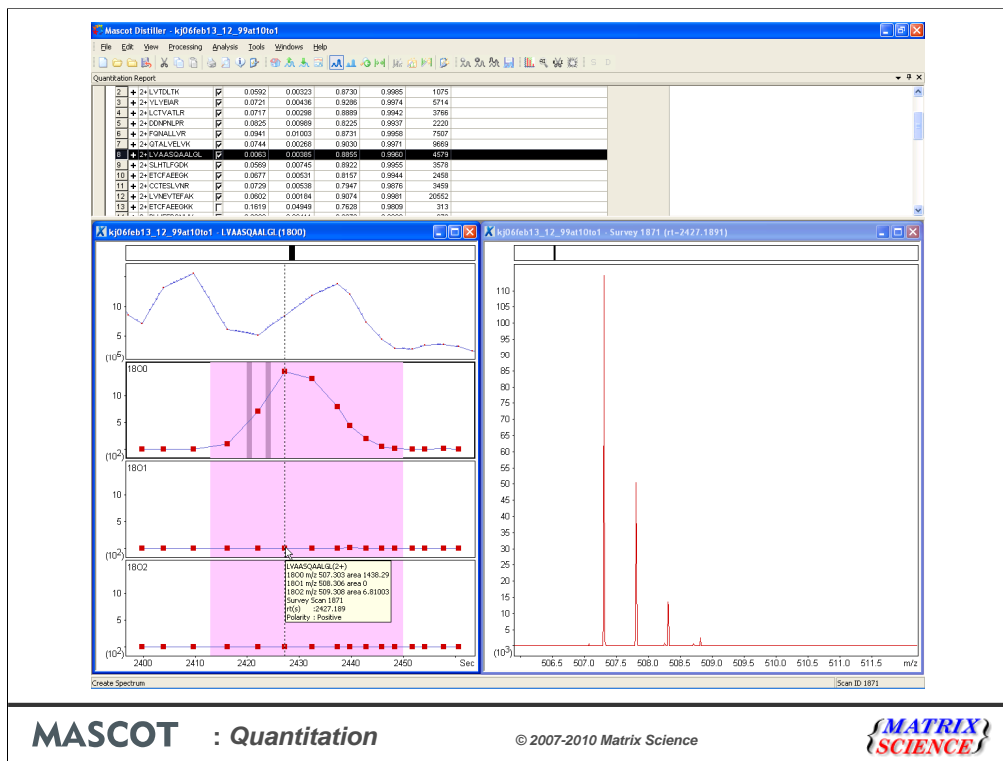 Mascot Distiller - kj06feb13_12_99at10to1
File Edit View Processing Analysis Tools Windows Help
Quantitation Report
2 + 2+ LVTDLTK 0.0592 0.00323 0.8730 0.9985 1075
3 + 2+ YLYEIAR 0.0721 0.00436 0.9286 0.9974 5714
4 + 2+ LCTVATLR 0.0717 0.00298 0.8889 0.9942 3766
5 + 2+ DDNPNLPR 0.0825 0.00989 0.8225 0.9937 2220
6 + 2+ FQNALLVR 0.0941 0.01003 0.8731 0.9958 7507
7 + 2+ QTALVELVK 0.0744 0.00268 0.9030 0.9971 9669
8 + 2+ LVAASQAALGL 0.0063 0.00385 0.8855 0.9960 4579
9 + 2+ SLHTLFGDK 0.0569 0.00745 0.8922 0.9955 3578
10 + 2+ ETCFAEEGK 0.0677 0.00531 0.8157 0.9944 2458
11 + 2+ CCTESLVNR 0.0729 0.00538 0.7947 0.9876 3459
12 + 2+ LVNEVTEFAK 0.0602 0.00184 0.9074 0.9981 20552
13 + 2+ ETCFAEEGKK 0.1619 0.04949 0.7628 0.9809 313
kj06feb13_12_99at10to1 - LVAASQAALGL (18O0)
10
5
(10^6)
18O0
10
5
(10^2)
18O1
10
5
(10^2)
18O2
10
5
(10^2)
LVAASQAALGL(2+)
18O0 m/z 507.303 area 1438.29
18O1 m/z 508.306 area 0
18O2 m/z 509.308 area 6.81003
Survey Scan 1871
rt(s) :2427.189
Polarity : Positive
2400 2410 2420 2430 2440 2450 Sec
kj06feb13_12_99at10to1 - Survey 1871 (rt=2427.1891)
110
105
100
95
90
85
80
75
70
65
60
55
50
45
40
35
30
25
20
15
10
5
(10^3)
506.5 507.0 507.5 508.0 508.5 509.0 509.5 510.0 510.5 511.0 511.5 m/z
Create Spectrum Scan ID 1871
MASCOT : Quantitation © 2007-2010 Matrix Science
MATRIX
SCIENCE